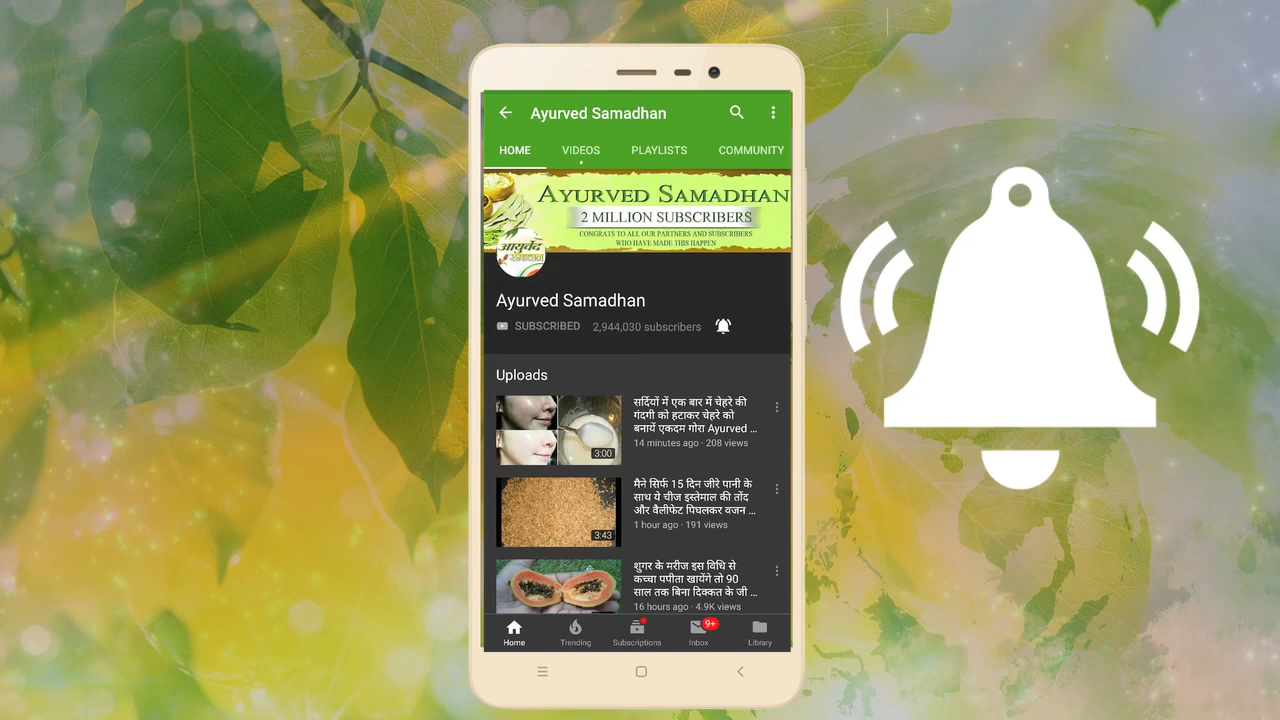 Ayurved Samadhan
HOME VIDEOS PLAYLISTS COMMUNITY
AYURVED SAMADHAN
2 MILLION SUBSCRIBERS
CONGRATS TO ALL OUR PARTNERS AND SUBSCRIBERS
WHO HAVE MADE THIS HAPPEN
आयुर्वेद
समाधान
Ayurved Samadhan
SUBSCRIBED 2,944,030 subscribers
Uploads
सर्दियों में एक बार में चेहरे की
गंदगी को हटाकर चेहरे को
बनायें एकदम गोरा Ayurved ...
14 minutes ago · 208 views
3:00
मैने सिर्फ 15 दिन जीरे पानी के
साथ ये चीज इस्तेमाल की तोंद
और वैलीफेट पिघलकर वजन ...
1 hour ago · 191 views
3:43
शुगर के मरीज इस विधि से
कच्चा पपीता खायेंगे तो 90
साल तक बिना दिक्कत के जी ...
16 hours ago · 4.9K views
9+
Home Trending Subscriptions Inbox Library